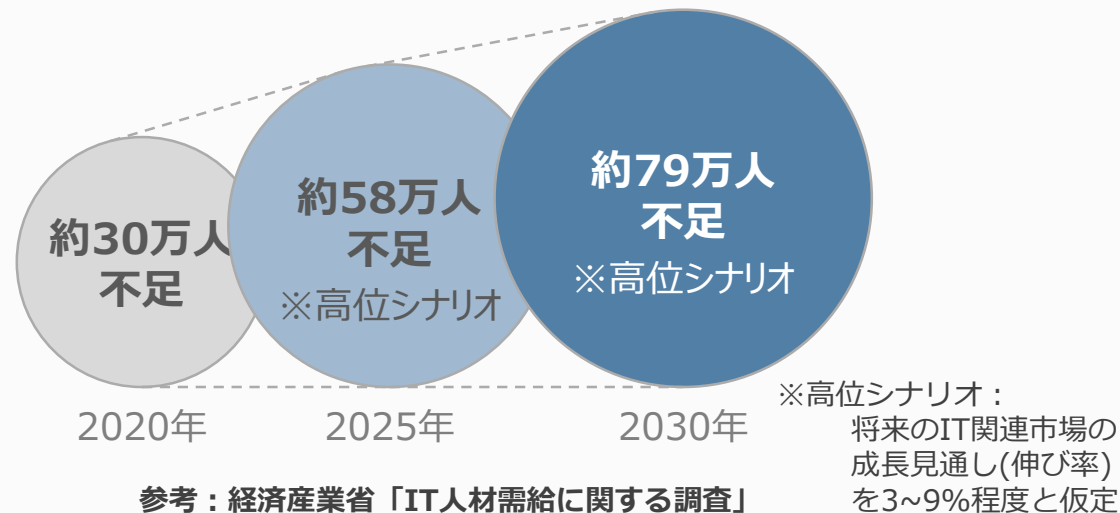 約30万人
不足
約58万人
不足
※高位シナリオ
約79万人
不足
※高位シナリオ
2020年
2025年
2030年
※高位シナリオ：
将来のIT関連市場の
成長見通し(伸び率)
を3~9%程度と仮定
参考：経済産業省「IT人材需給に関する調査」